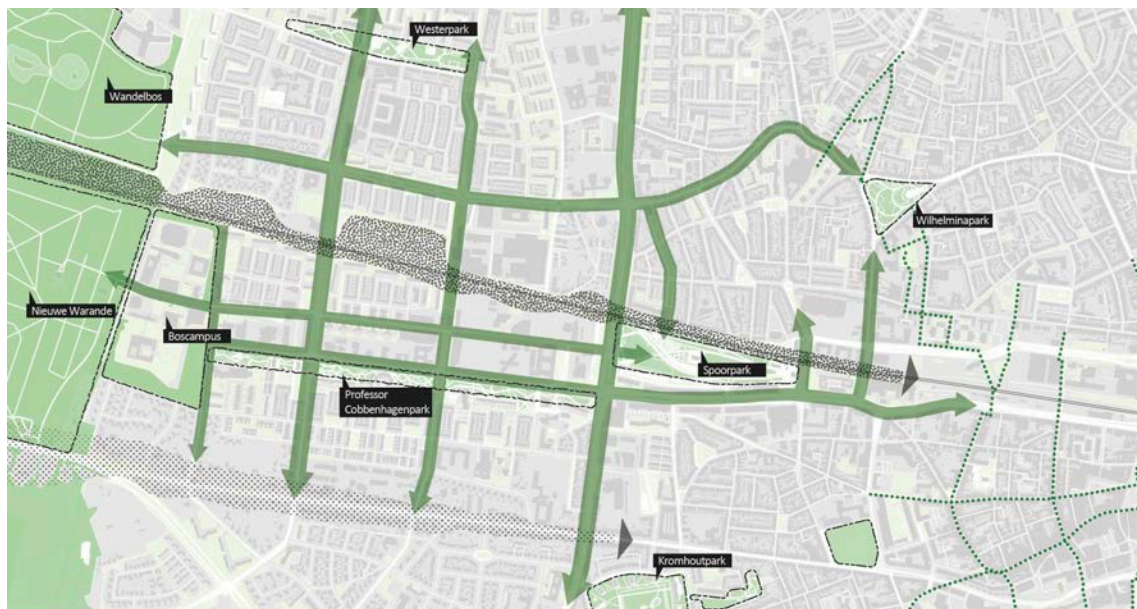 Westerpark
Wandelbos
Wilhelminapark
Nieuwe Warande
Boscampus
Spoorpark
Professor
Cobbenhagenpark
Kromhoutpark